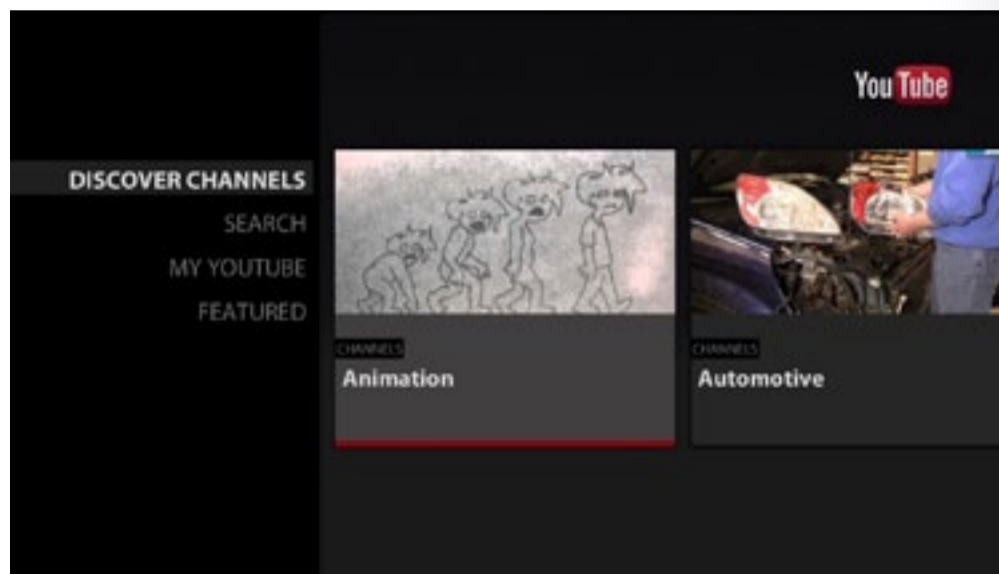 YouTube
DISCOVER CHANNELS
SEARCH
MY YOUTUBE
FEATURED
CHANNELS
Animation
CHANNELS
Automotive